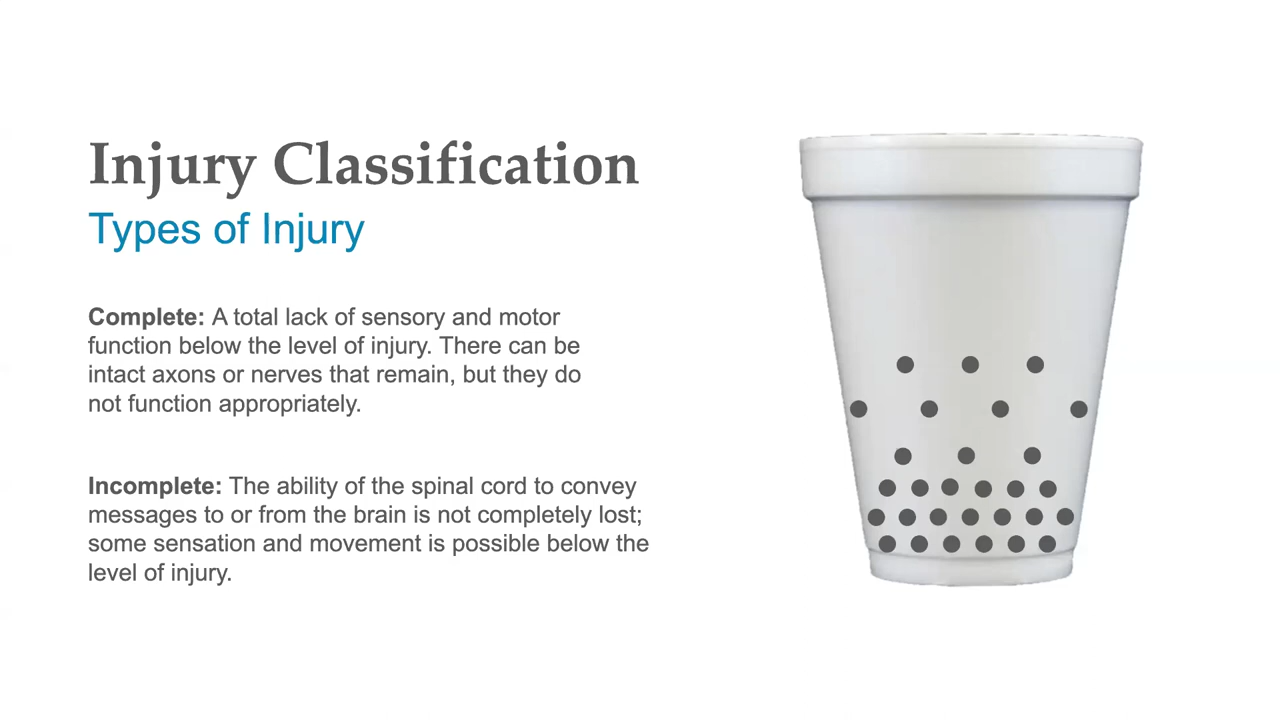 Injury Classification
Types of Injury
Complete: A total lack of sensory and motor
function below the level of injury. There can be
intact axons or nerves that remain, but they do
not function appropriately.
Incomplete: The ability of the spinal cord to convey
messages to or from the brain is not completely lost;
some sensation and movement is possible below the
level of injury.